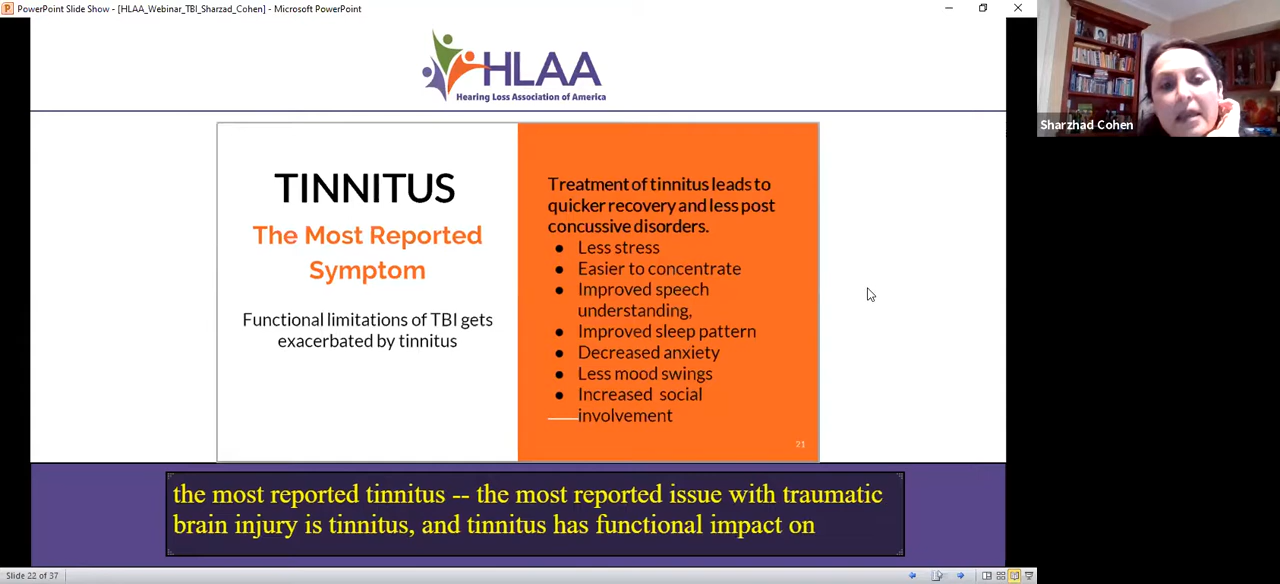 PowerPoint Slide Show - [HLAA_Webinar_TBI_Sharzad_Cohen] - Microsoft PowerPoint
HLAA
Hearing Loss Association of America
Sharzhad Cohen
TINNITUS
The Most Reported
Symptom
Functional limitations of TBI gets
exacerbated by tinnitus
Treatment of tinnitus leads to
quicker recovery and less post
concussive disorders.
● Less stress
● Easier to concentrate
● Improved speech
understanding,
● Improved sleep pattern
● Decreased anxiety
● Less mood swings
● Increased social
involvement
21
the most reported tinnitus -- the most reported issue with traumatic
brain injury is tinnitus, and tinnitus has functional impact on
Slide 22 of 37